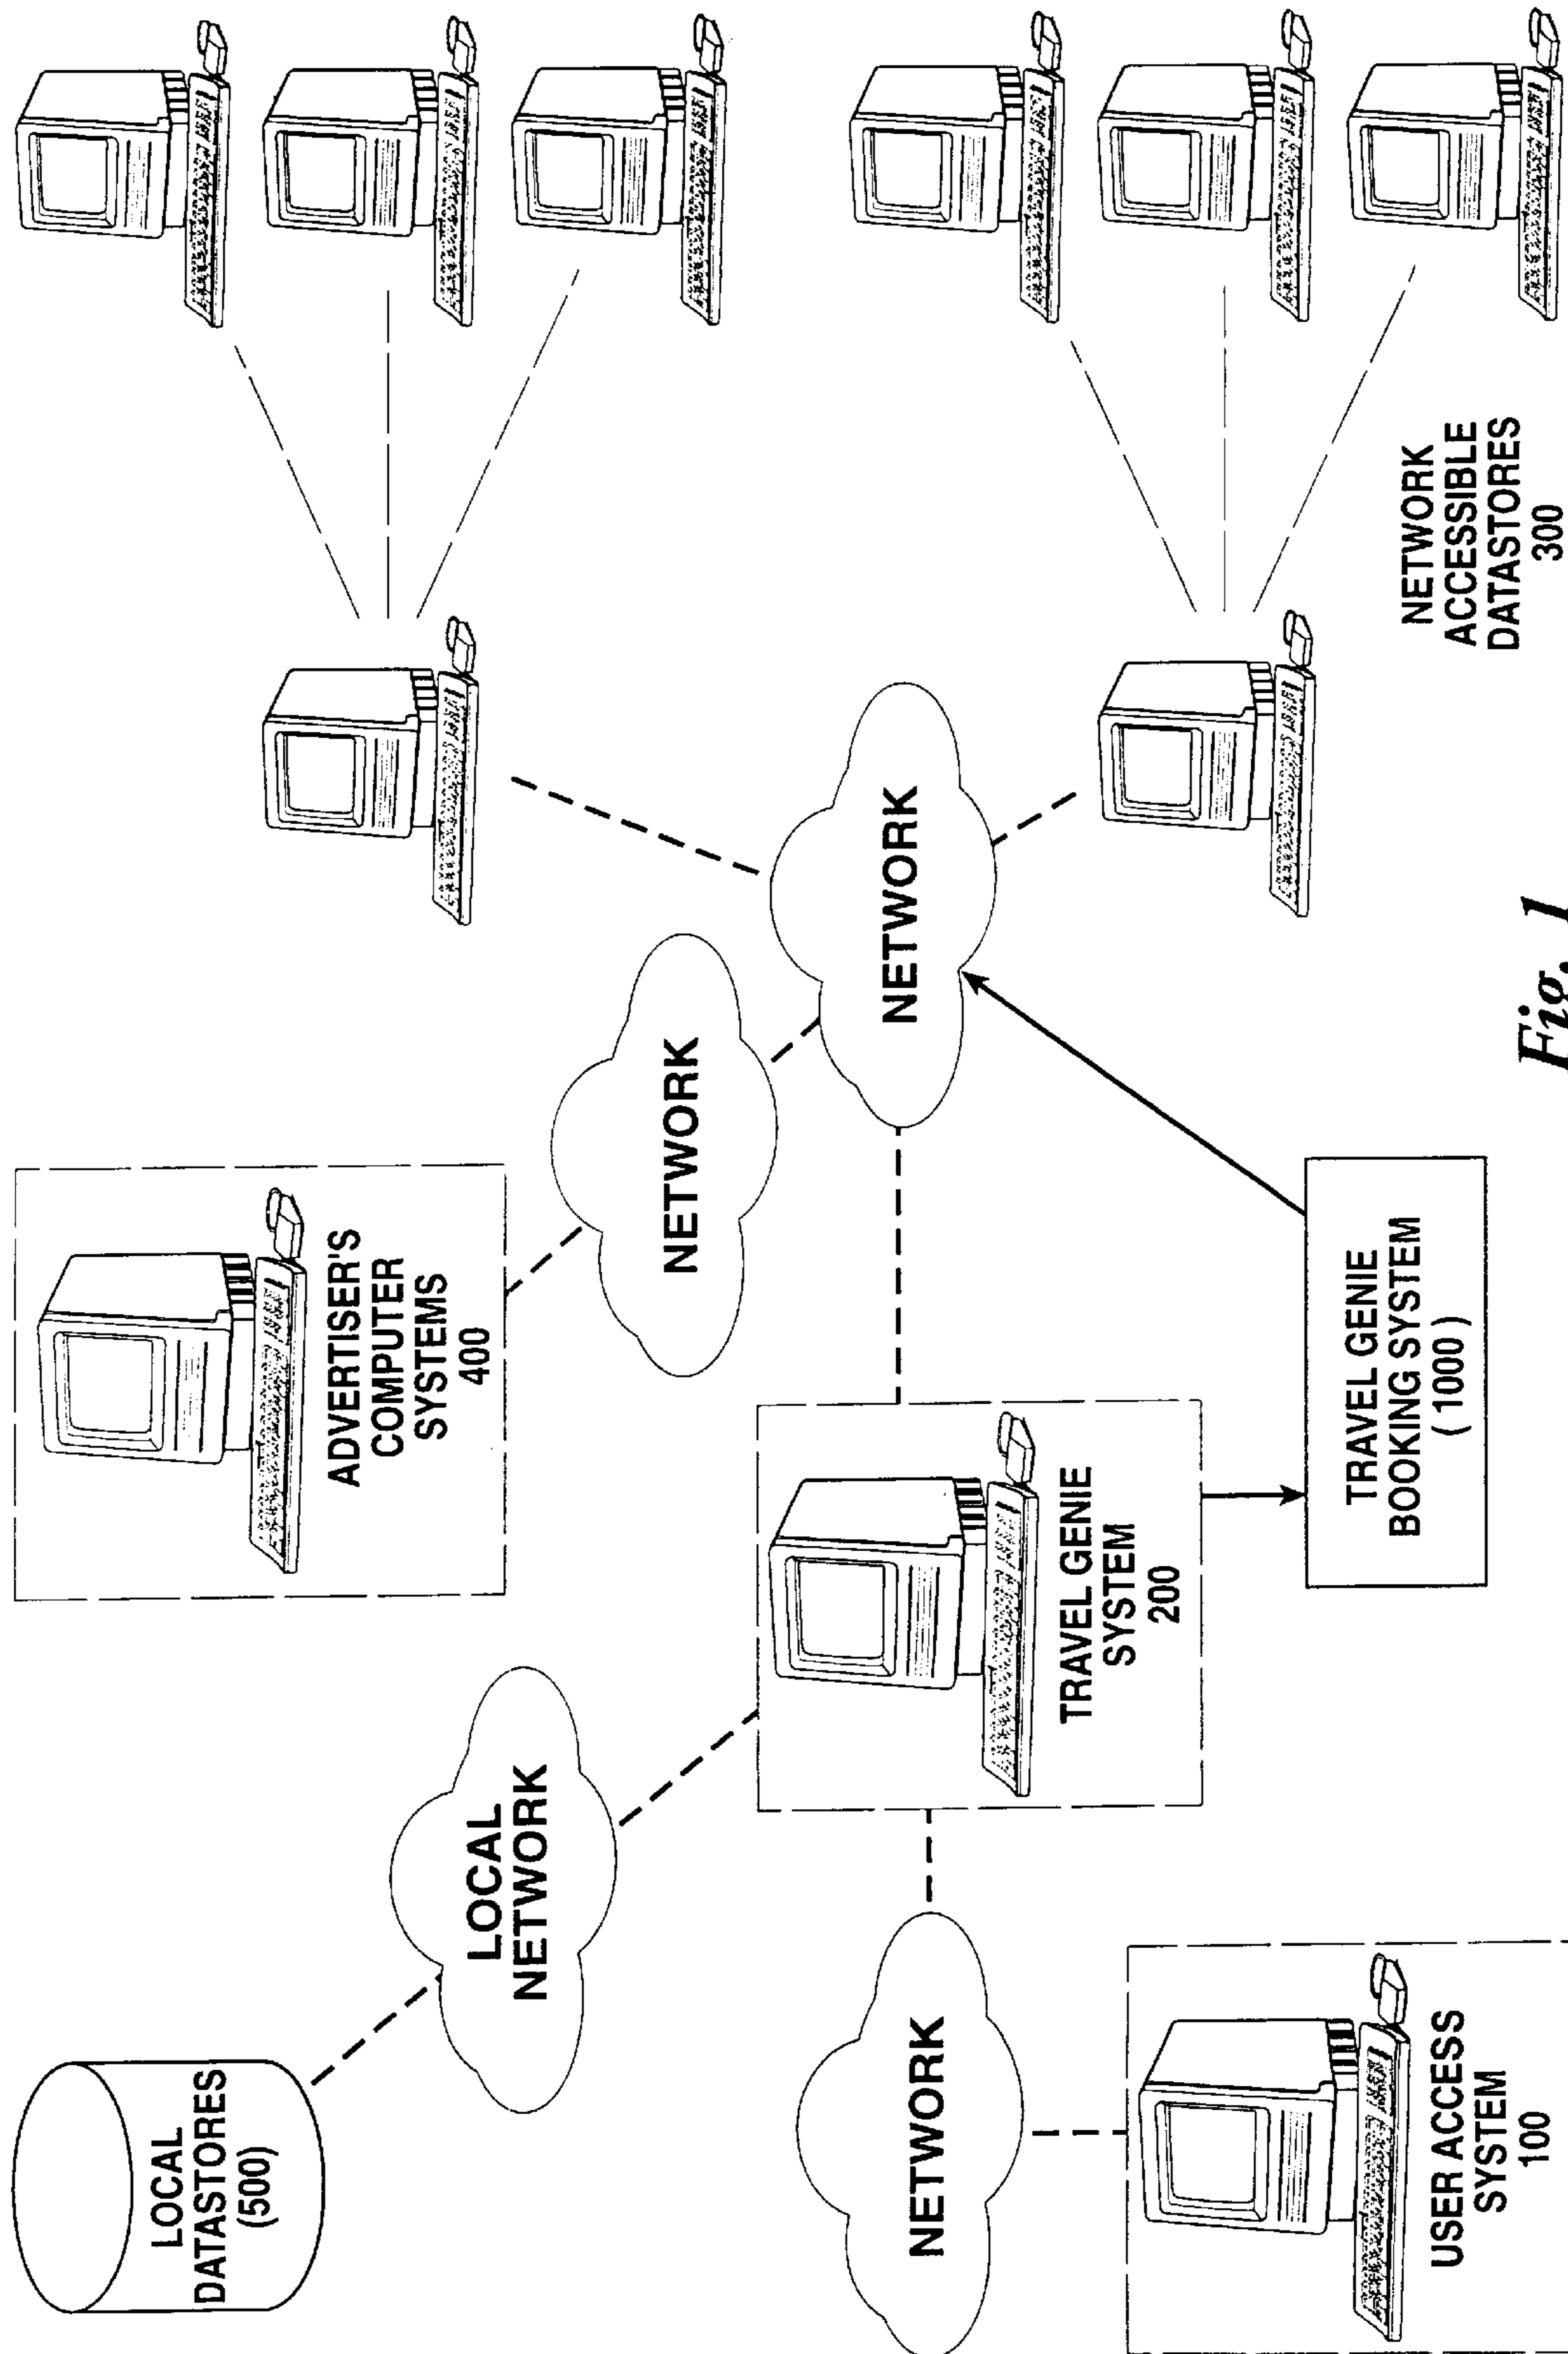 LOCAL
DATASTORES
(500)
LOCAL
NETWORK
ADVERTISER'S
COMPUTER
SYSTEMS
400
NETWORK
NETWORK
NETWORK
TRAVEL GENIE
SYSTEM
200
USER ACCESS
SYSTEM
100
TRAVEL GENIE
BOOKING SYSTEM
( 1000 )
NETWORK
ACCESSIBLE
DATASTORES
300
Fig. 1